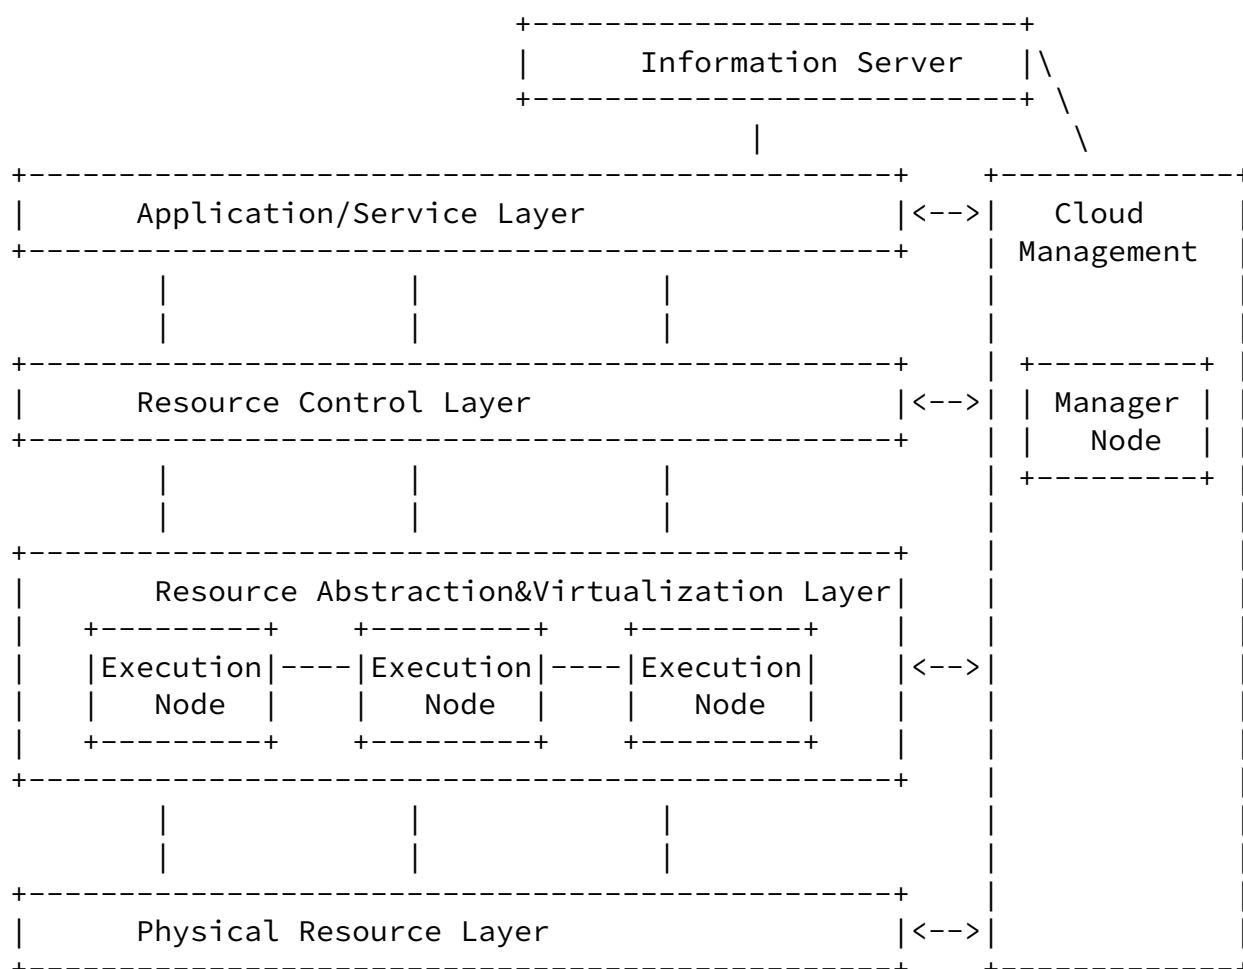 Information Server
Application/Service Layer
Cloud
Management
Resource Control Layer
Manager
Node
Resource Abstraction&Virtualization Layer
Execution
Node
Execution
Node
Execution
Node
Physical Resource Layer